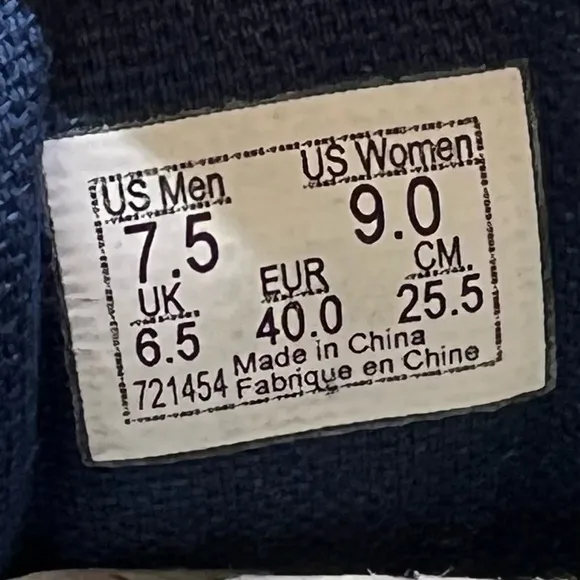 US Men US Women
7.5 9.0
UK EUR CM
6.5 40.0 25.5
Made in China
721454 Fabrique en Chine